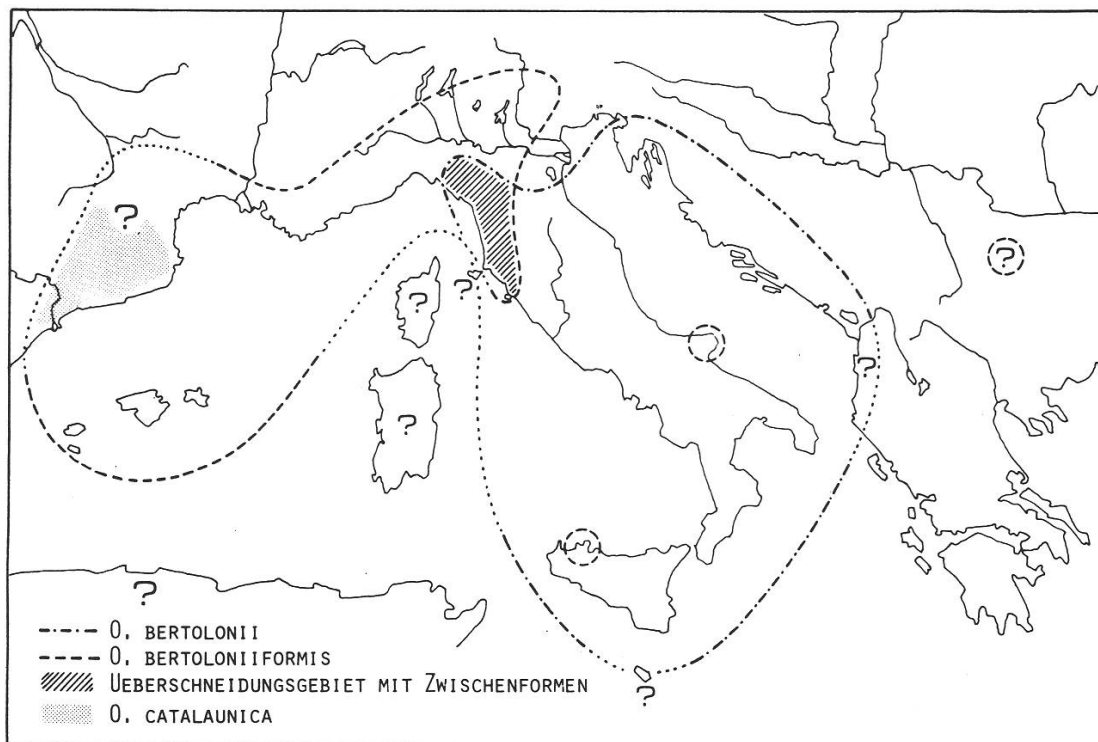 ?
?
?
?
?
?
?
?
O. BERTOLONII
O. BERTOLONIIFORMIS
UEBERSCHNEIDUNGSGEBIET MIT ZWISCHENFORMEN
O. CATALAUNICA